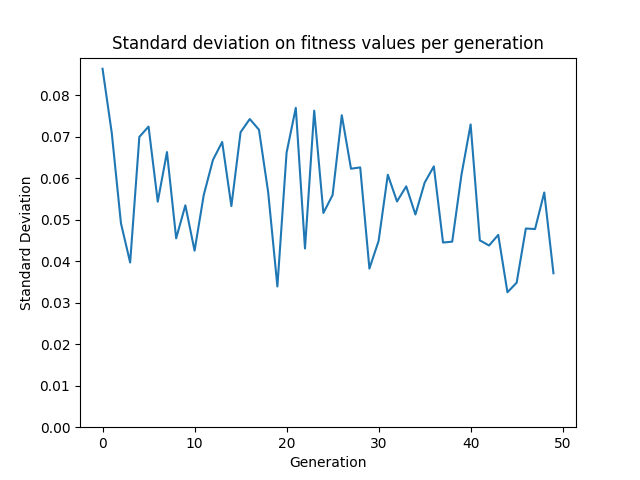 Standard deviation on fitness values per generation
Standard Deviation
0.08
0.07
0.06
0.05
0.04
0.03
0.02
0.01
0.00
0 10 20 30 40 50
Generation